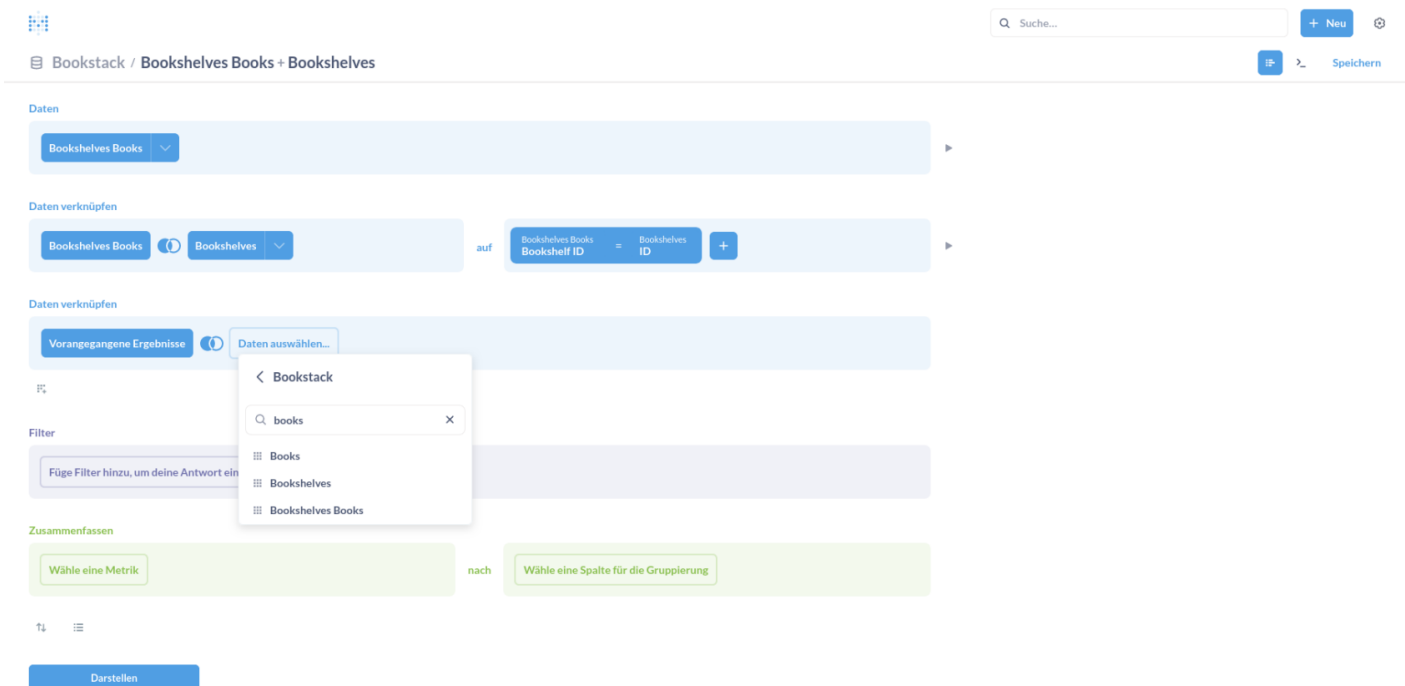 Suche...
+ Neu
Bookstack / Bookshelves Books + Bookshelves
Speichern
Daten
Bookshelves Books
Daten verknüpfen
Bookshelves Books
Bookshelves
auf
Bookshelves Books
Bookshelf ID
=
Bookshelves
ID
+
Daten verknüpfen
Vorangegangene Ergebnisse
Daten auswählen...
Bookstack
books
Books
Bookshelves
Bookshelves Books
Filter
Füge Filter hinzu, um deine Antwort ein
Zusammenfassen
Wähle eine Metrik
nach
Wähle eine Spalte für die Gruppierung
Darstellen